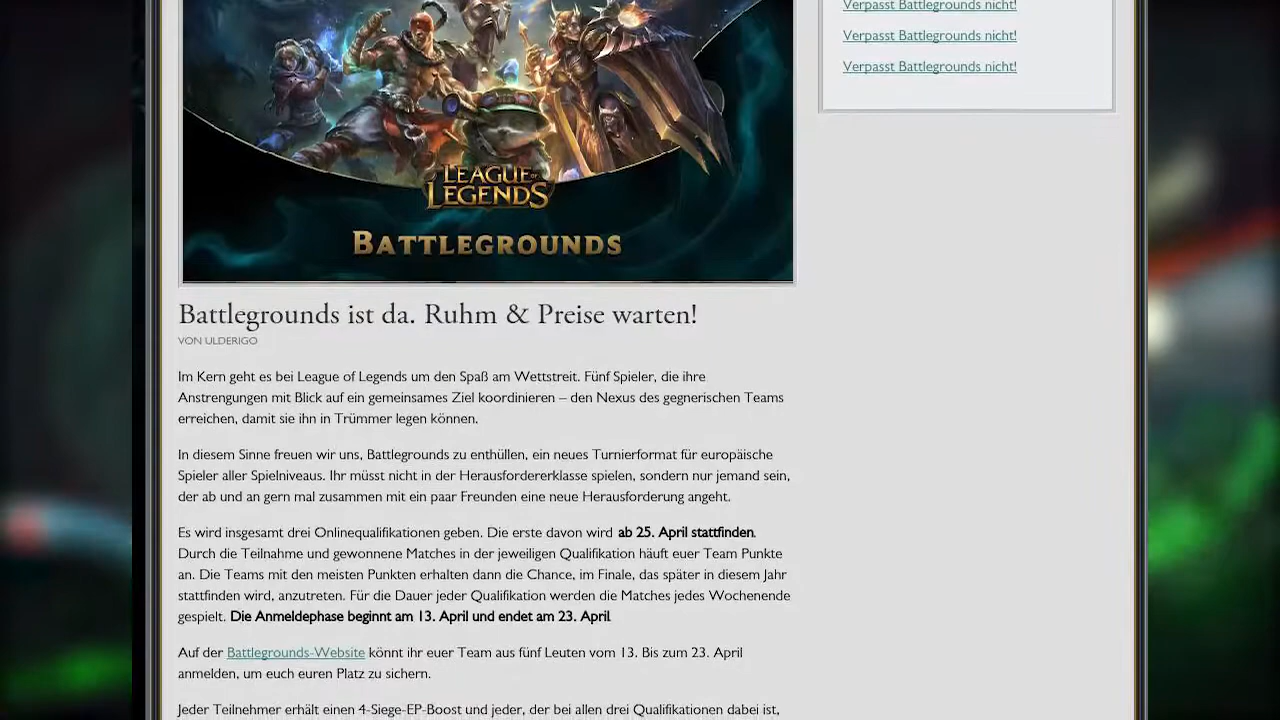 Verpasst Battlegrounds nicht!
Verpasst Battlegrounds nicht!
Verpasst Battlegrounds nicht!
LEAGUE OF
LEGENDS
BATTLEGROUNDS
Battlegrounds ist da. Ruhm & Preise warten!
VON ULDERIGO
Im Kern geht es bei League of Legends um den Spaß am Wettstreit. Fünf Spieler, die ihre
Anstrengungen mit Blick auf ein gemeinsames Ziel koordinieren – den Nexus des gegnerischen Teams
erreichen, damit sie ihn in Trümmer legen können.
In diesem Sinne freuen wir uns, Battlegrounds zu enthüllen, ein neues Turnierformat für europäische
Spieler aller Spielniveaus. Ihr müsst nicht in der Herausfordererklasse spielen, sondern nur jemand sein,
der ab und an gern mal zusammen mit ein paar Freunden eine neue Herausforderung angeht.
Es wird insgesamt drei Onlinequalifikationen geben. Die erste davon wird ab 25. April stattfinden.
Durch die Teilnahme und gewonnene Matches in der jeweiligen Qualifikation häuft euer Team Punkte
an. Die Teams mit den meisten Punkten erhalten dann die Chance, im Finale, das später in diesem Jahr
stattfinden wird, anzutreten. Für die Dauer jeder Qualifikation werden die Matches jedes Wochenende
gespielt. Die Anmeldephase beginnt am 13. April und endet am 23. April.
Auf der Battlegrounds-Website könnt ihr euer Team aus fünf Leuten vom 13. Bis zum 23. April
anmelden, um euch euren Platz zu sichern.
Jeder Teilnehmer erhält einen 4-Siege-EP-Boost und jeder, der bei allen drei Qualifikationen dabei ist,